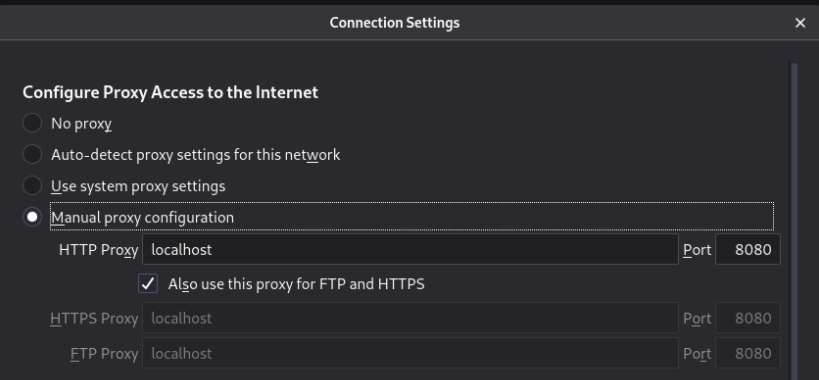 Connection Settings ×
Configure Proxy Access to the Internet
No proxy
Auto-detect proxy settings for this network
Use system proxy settings
Manual proxy configuration
HTTP Proxy localhost Port 8080
Also use this proxy for FTP and HTTPS
HTTPS Proxy localhost Port 8080
FTP Proxy localhost Port 8080